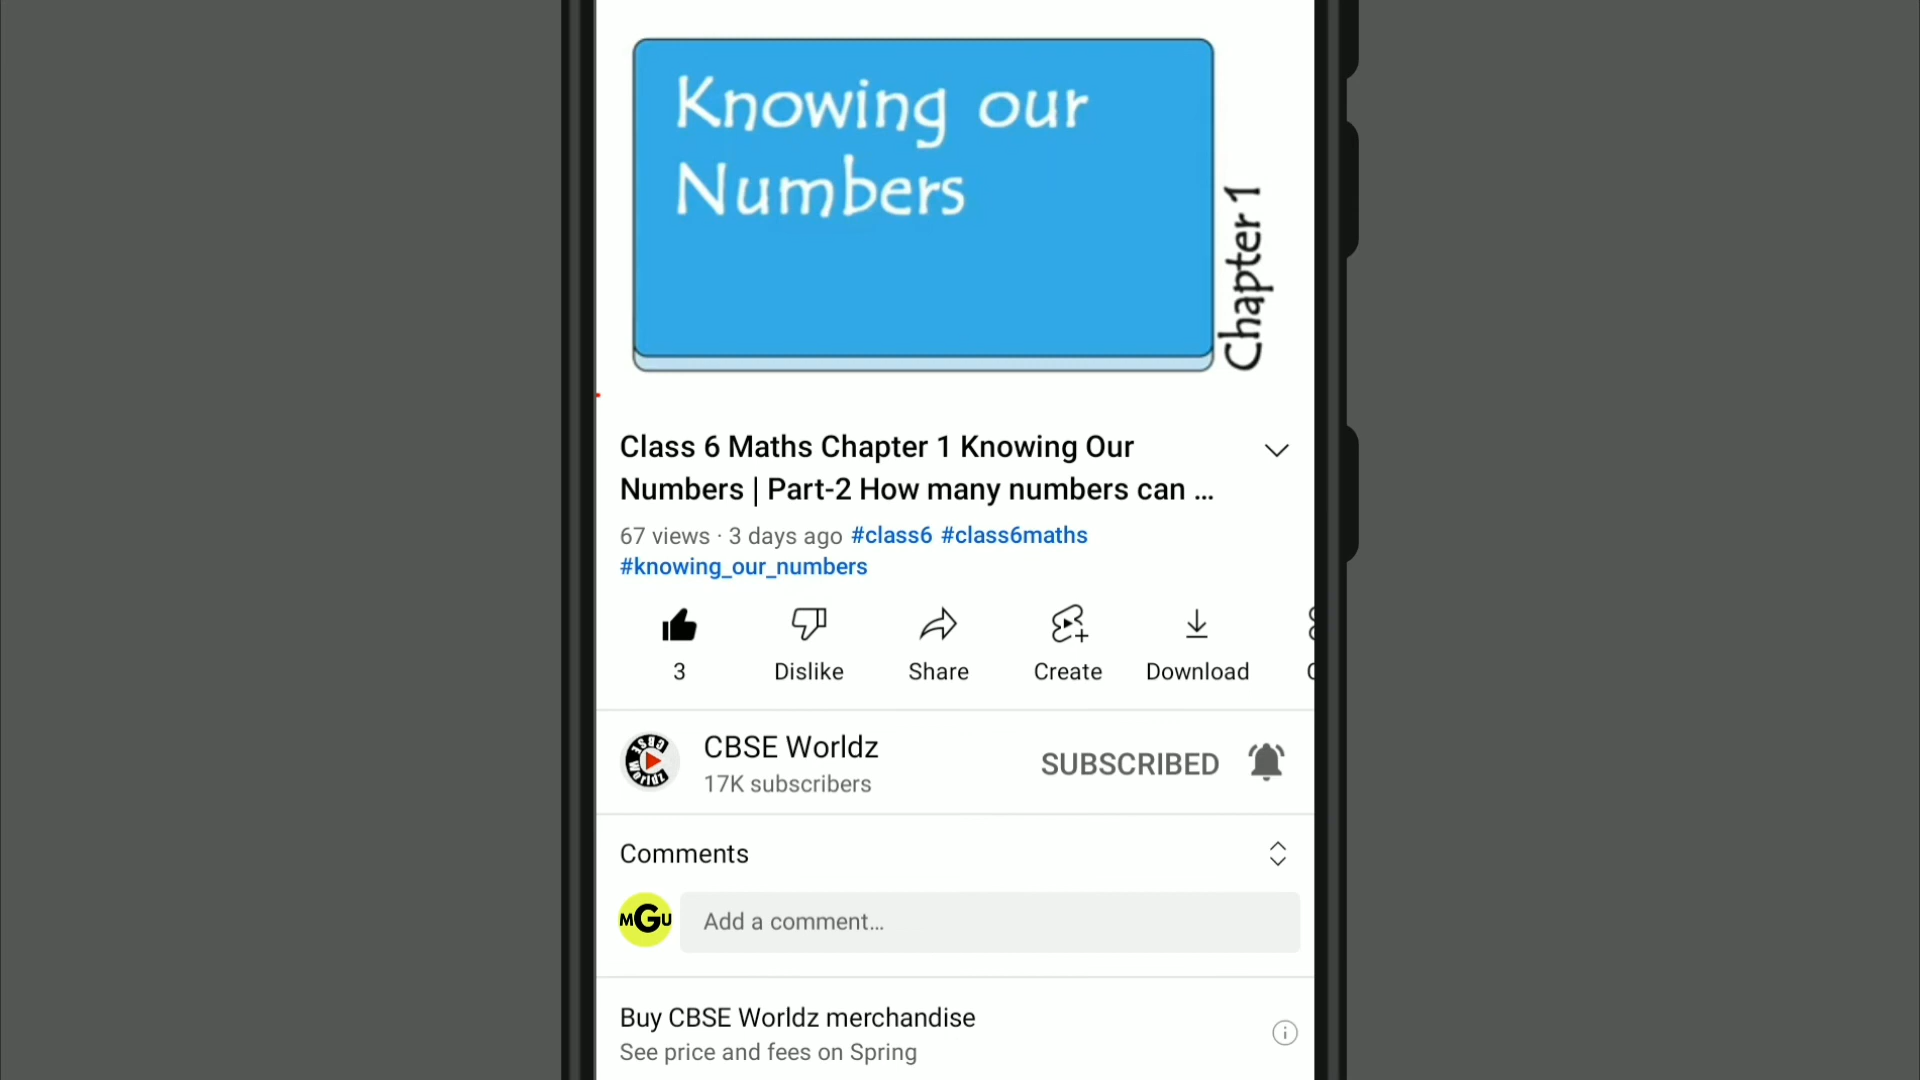 Knowing our
Numbers
Chapter 1
Class 6 Maths Chapter 1 Knowing Our
Numbers | Part-2 How many numbers can ...
67 views · 3 days ago #class6 #class6maths
#knowing_our_numbers
3
Dislike
Share
Create
Download
CBSE Worldz
CBSE Worldz
17K subscribers
SUBSCRIBED
Comments
MGU
Add a comment...
Buy CBSE Worldz merchandise
See price and fees on Spring